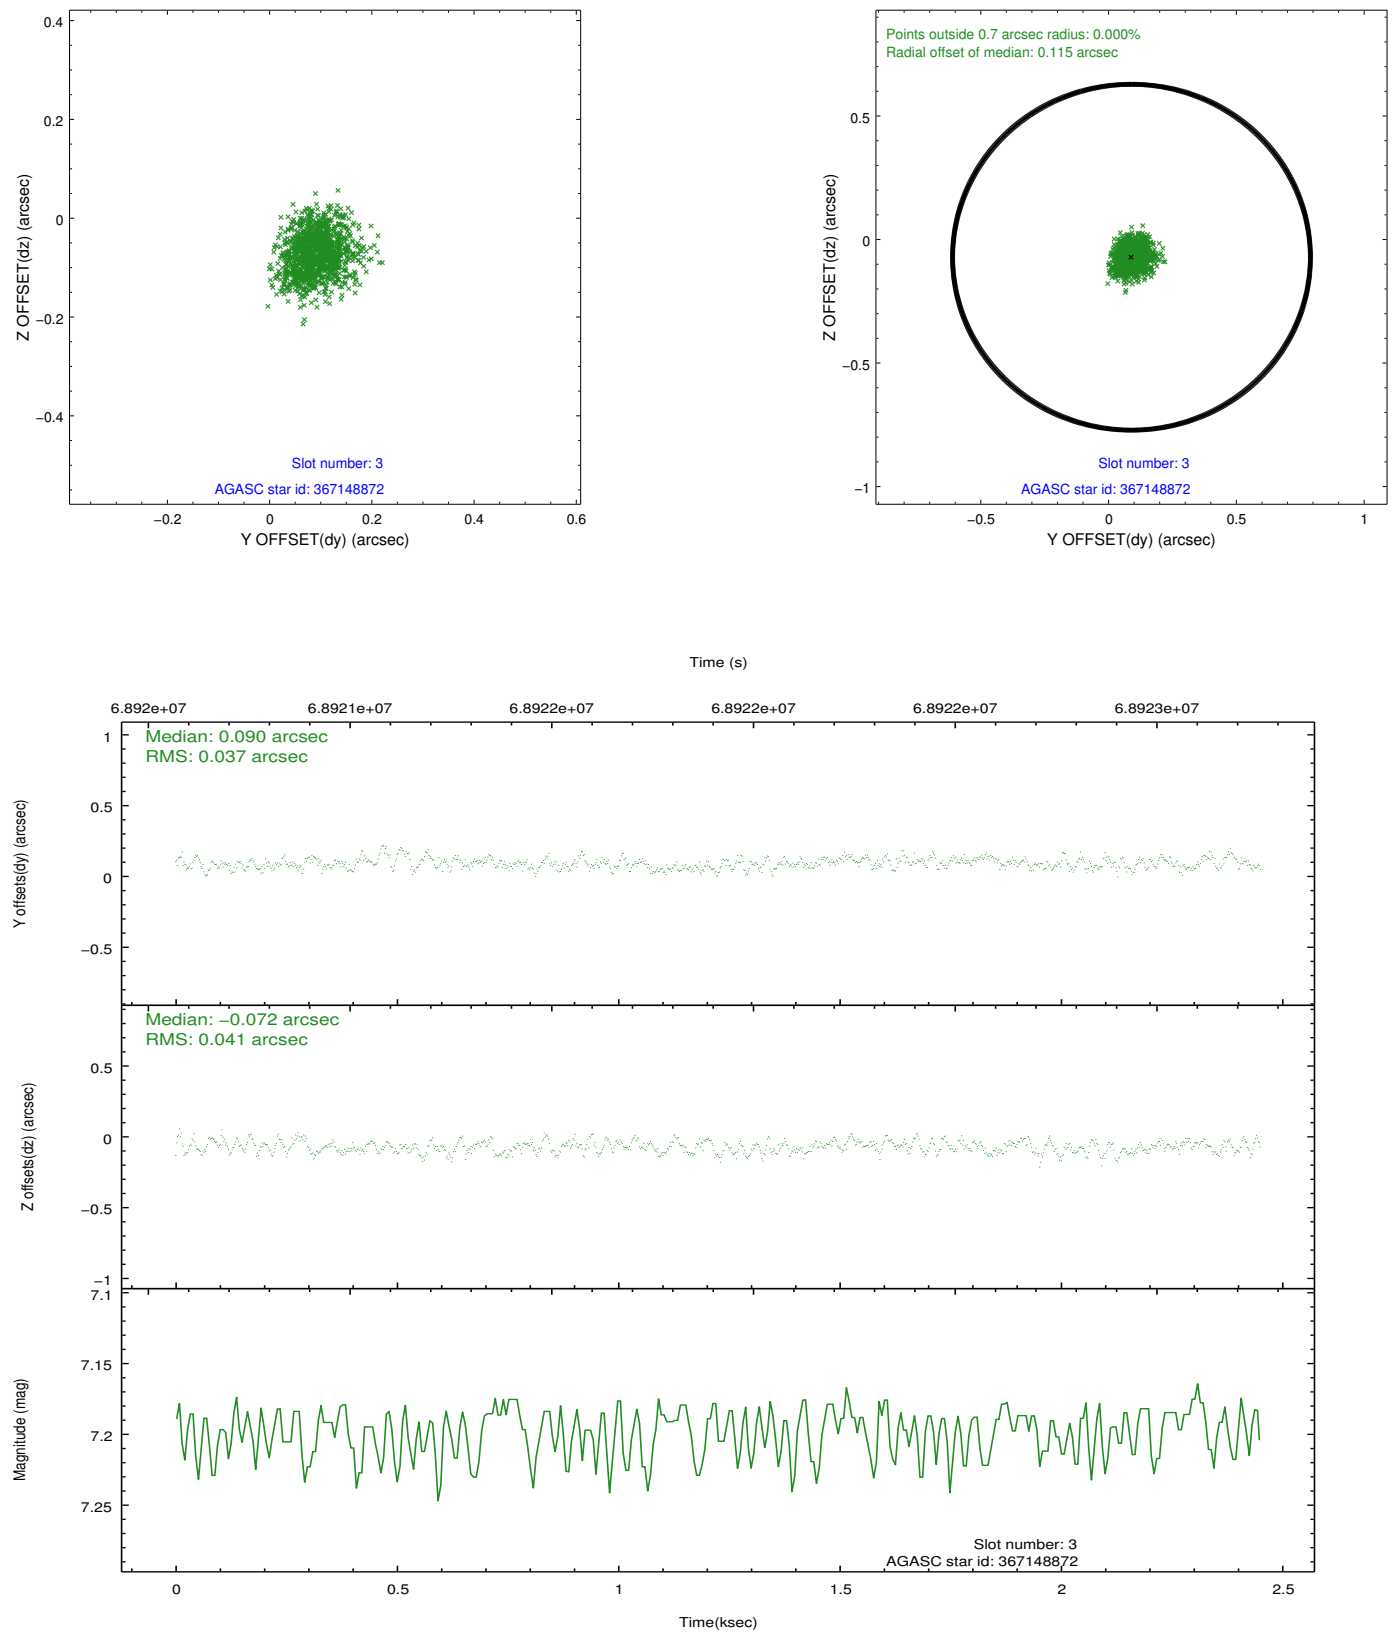 0.4
0.2
0
−0.2
−0.4
Z OFFSET(dz) (arcsec)
Slot number: 3
AGASC star id: 367148872
−0.2 0 0.2 0.4 0.6
Y OFFSET(dy) (arcsec)
Points outside 0.7 arcsec radius: 0.000%
Radial offset of median: 0.115 arcsec
0.5
0
−0.5
−1
Z OFFSET(dz) (arcsec)
Slot number: 3
AGASC star id: 367148872
−0.5 0 0.5 1
Y OFFSET(dy) (arcsec)
Time (s)
6.892e+07 6.8921e+07 6.8922e+07 6.8922e+07 6.8922e+07 6.8923e+07
Median: 0.090 arcsec
RMS: 0.037 arcsec
1
0.5
0
−0.5
Y offsets(dy) (arcsec)
Median: −0.072 arcsec
RMS: 0.041 arcsec
0.5
0
−0.5
−1
Z offsets(dz) (arcsec)
7.1
7.15
7.2
7.25
Magnitude (mag)
Slot number: 3
AGASC star id: 367148872
0 0.5 1 1.5 2 2.5
Time(ksec)